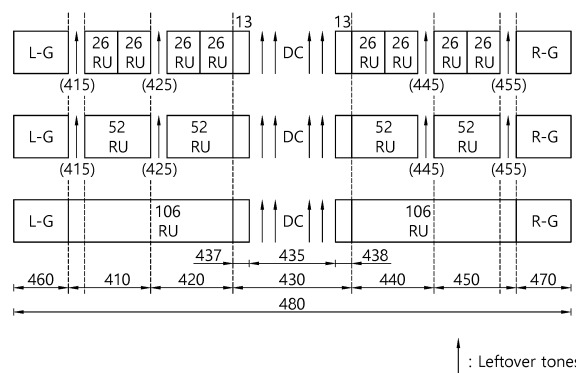 13 13
L-G 26 RU 26 RU 26 RU 26 RU DC 26 RU 26 RU 26 RU 26 RU R-G
(415) (425) (445) (455)
L-G 52 RU 52 RU DC 52 RU 52 RU R-G
(415) (425) (445) (455)
L-G 106 RU DC 106 RU R-G
437 435 438
460 410 420 430 440 450 470
480
: Leftover tones